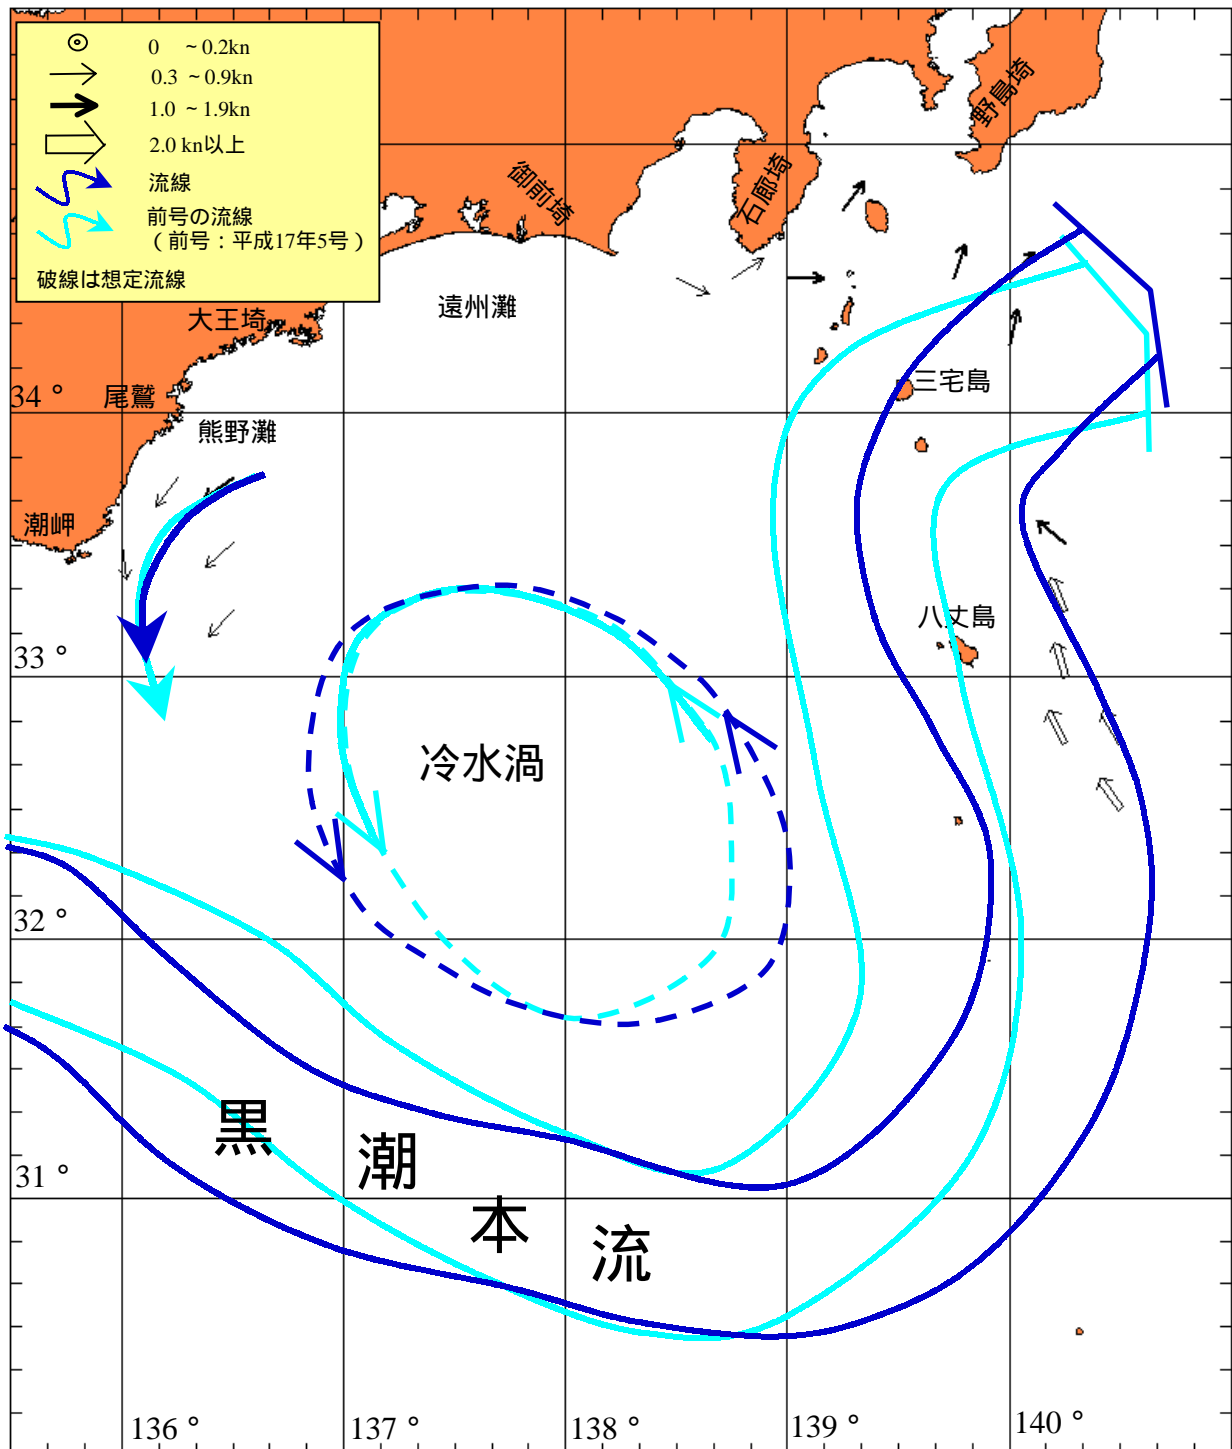 0 ~0.2kn
0.3 ~0.9kn
1.0 ~1.9kn
2.0 kn以上
流線
前号の流線
(前号：平成17年5号)
破線は想定流線
野島埼
御前埼
石廊埼
遠州灘
大王埼
三宅島
34 °
尾鷲
熊野灘
潮岬
八丈島
33 °
冷水渦
32 °
黒
潮
31 °
本
流
136 °
137 °
138 °
139 °
140 °